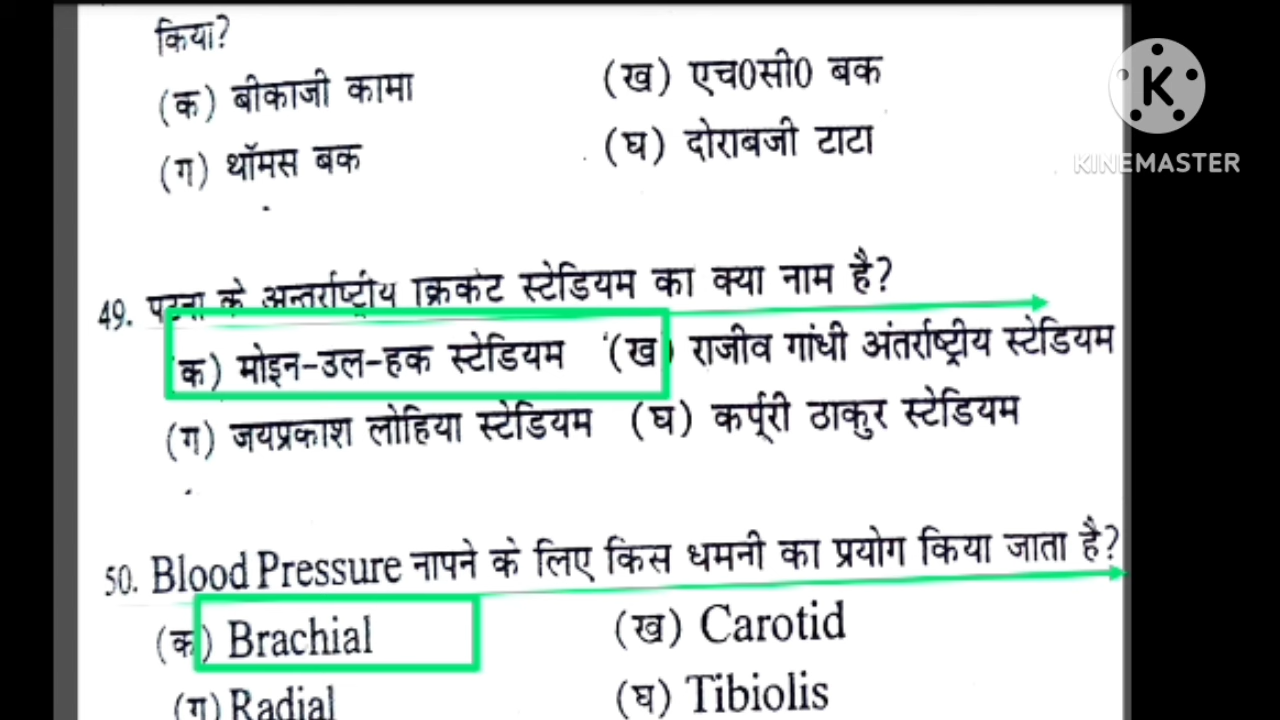 किया?
(क) बीकाजी कामा (ख) एच0सी0 बक
(ग) थॉमस बक (घ) दोराबजी टाटा
K
KINEMASTER
49. पटना के अन्तर्राष्ट्रीय क्रिकेट स्टेडियम का क्या नाम है?
(क) मोइन-उल-हक स्टेडियम (ख) राजीव गांधी अंतर्राष्ट्रीय स्टेडियम
(ग) जयप्रकाश लोहिया स्टेडियम (घ) कर्पूरी ठाकुर स्टेडियम
50. Blood Pressure नापने के लिए किस धमनी का प्रयोग किया जाता है?
(क) Brachial (ख) Carotid
(ग) Radial (घ) Tibiolis